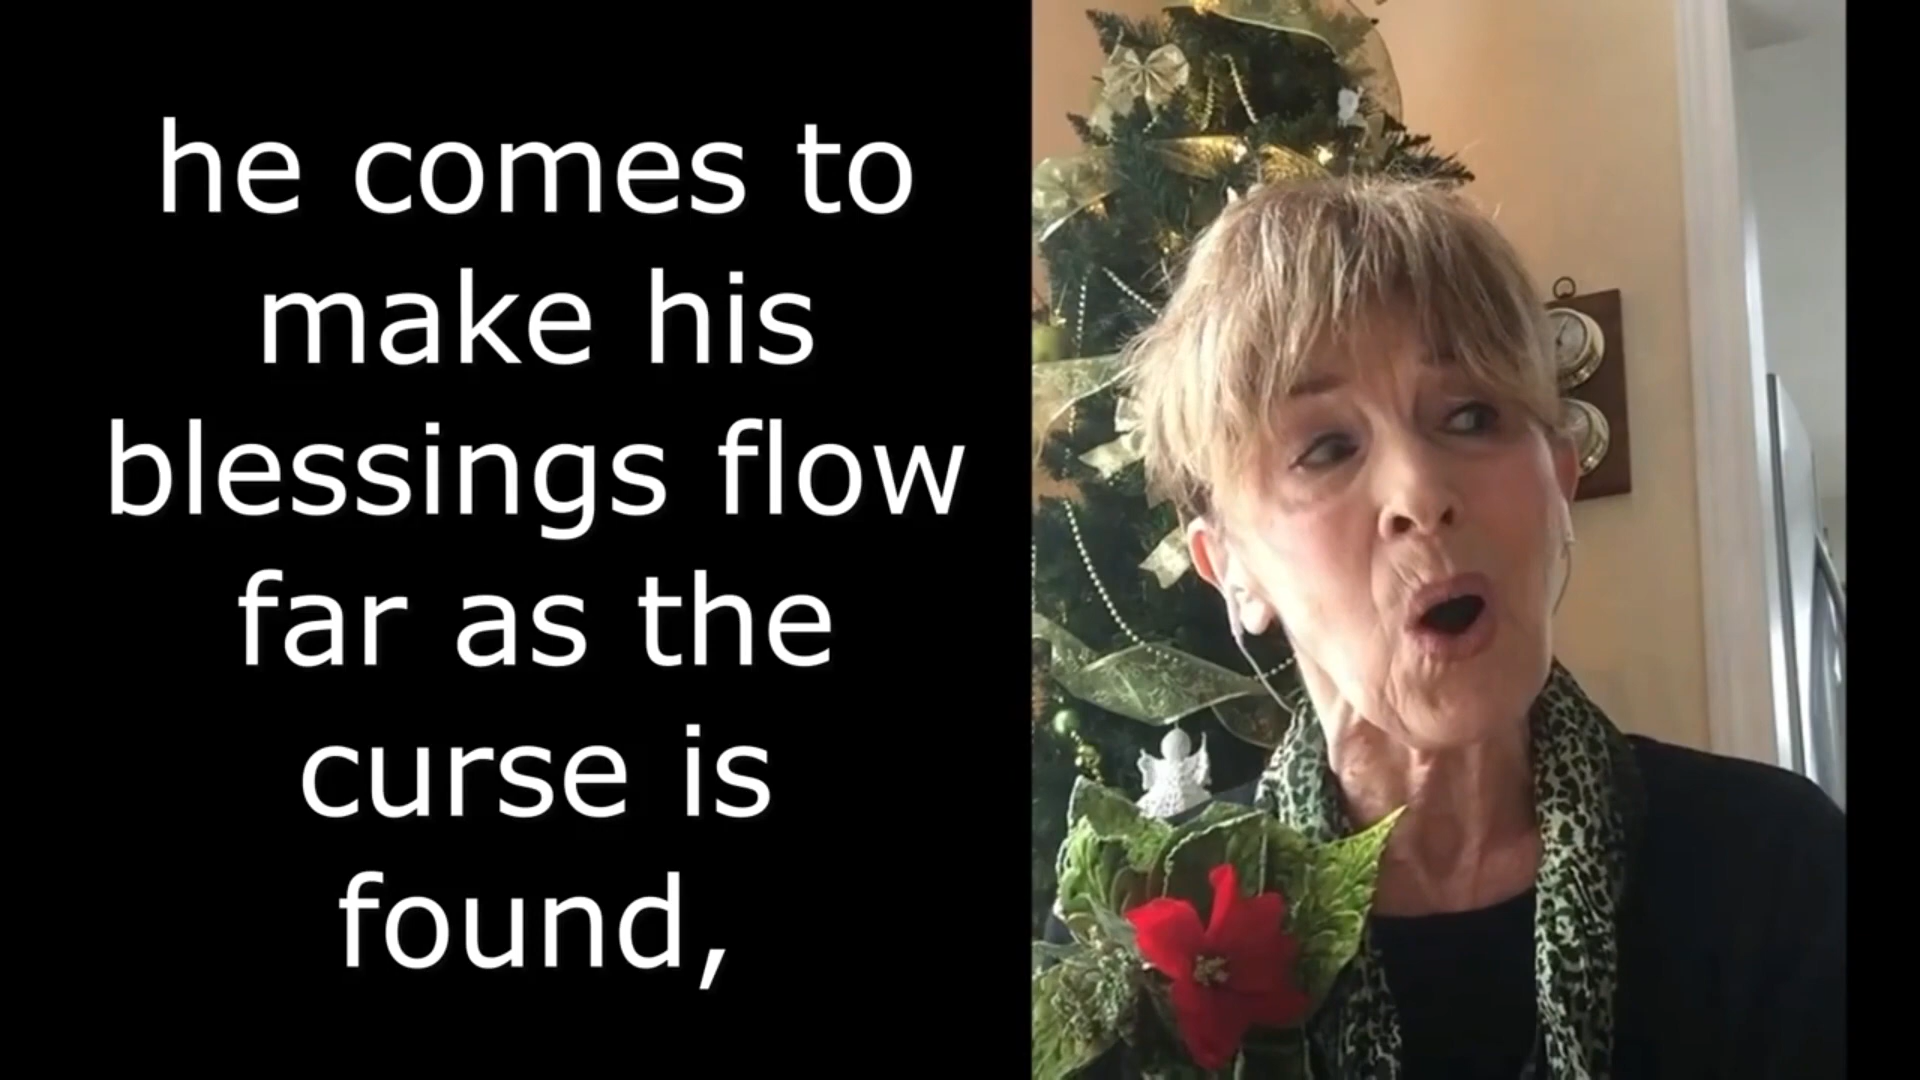 he comes to
make his
blessings flow
far as the
curse is
found,